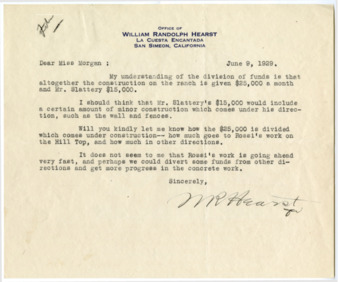 OFFICE OF
WILLIAM RANDOLPH HEARST
LA CUESTA ENCANTADA
SAN SIMEON, CALIFORNIA
Dear Miss Morgan :
June 9, 1929.
My understanding of the division of funds is that
altogether the construction on the ranch is given $25,000 a month
and Mr. Slattery $15,000.
I should think that Mr. Slattery's $15,000 would include
a certain amount of minor construction which comes under his direc-
tion, such as the wall and fences.
Will you kindly let me know how the $25,000 is divided
which comes under construction-- how much goes to Rossi's work on
the Hill Top, and how much in other directions.
It does not seem to me that Rossi's work is going ahead
very fast, and perhaps we could divert some funds from other di-
rections and get more progress in the concrete work.
Sincerely,
WR Hearst